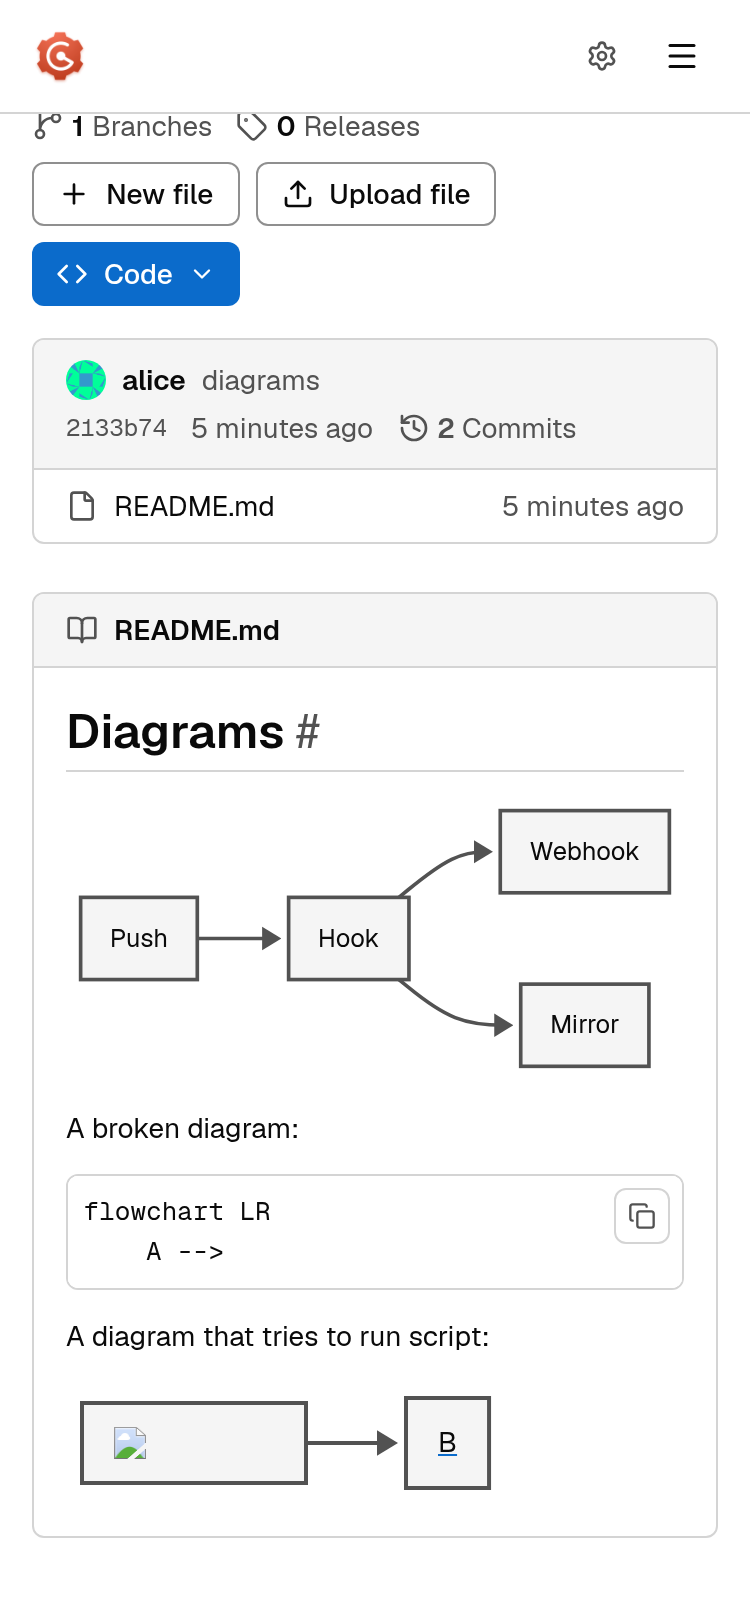 1 Branches 0 Releases
New file Upload file
Code
alice diagrams
2133b74 5 minutes ago 2 Commits
README.md 5 minutes ago
README.md
Diagrams #
Webhook
Push Hook
Mirror
A broken diagram:
flowchart LR
    A -->
A diagram that tries to run script:
B